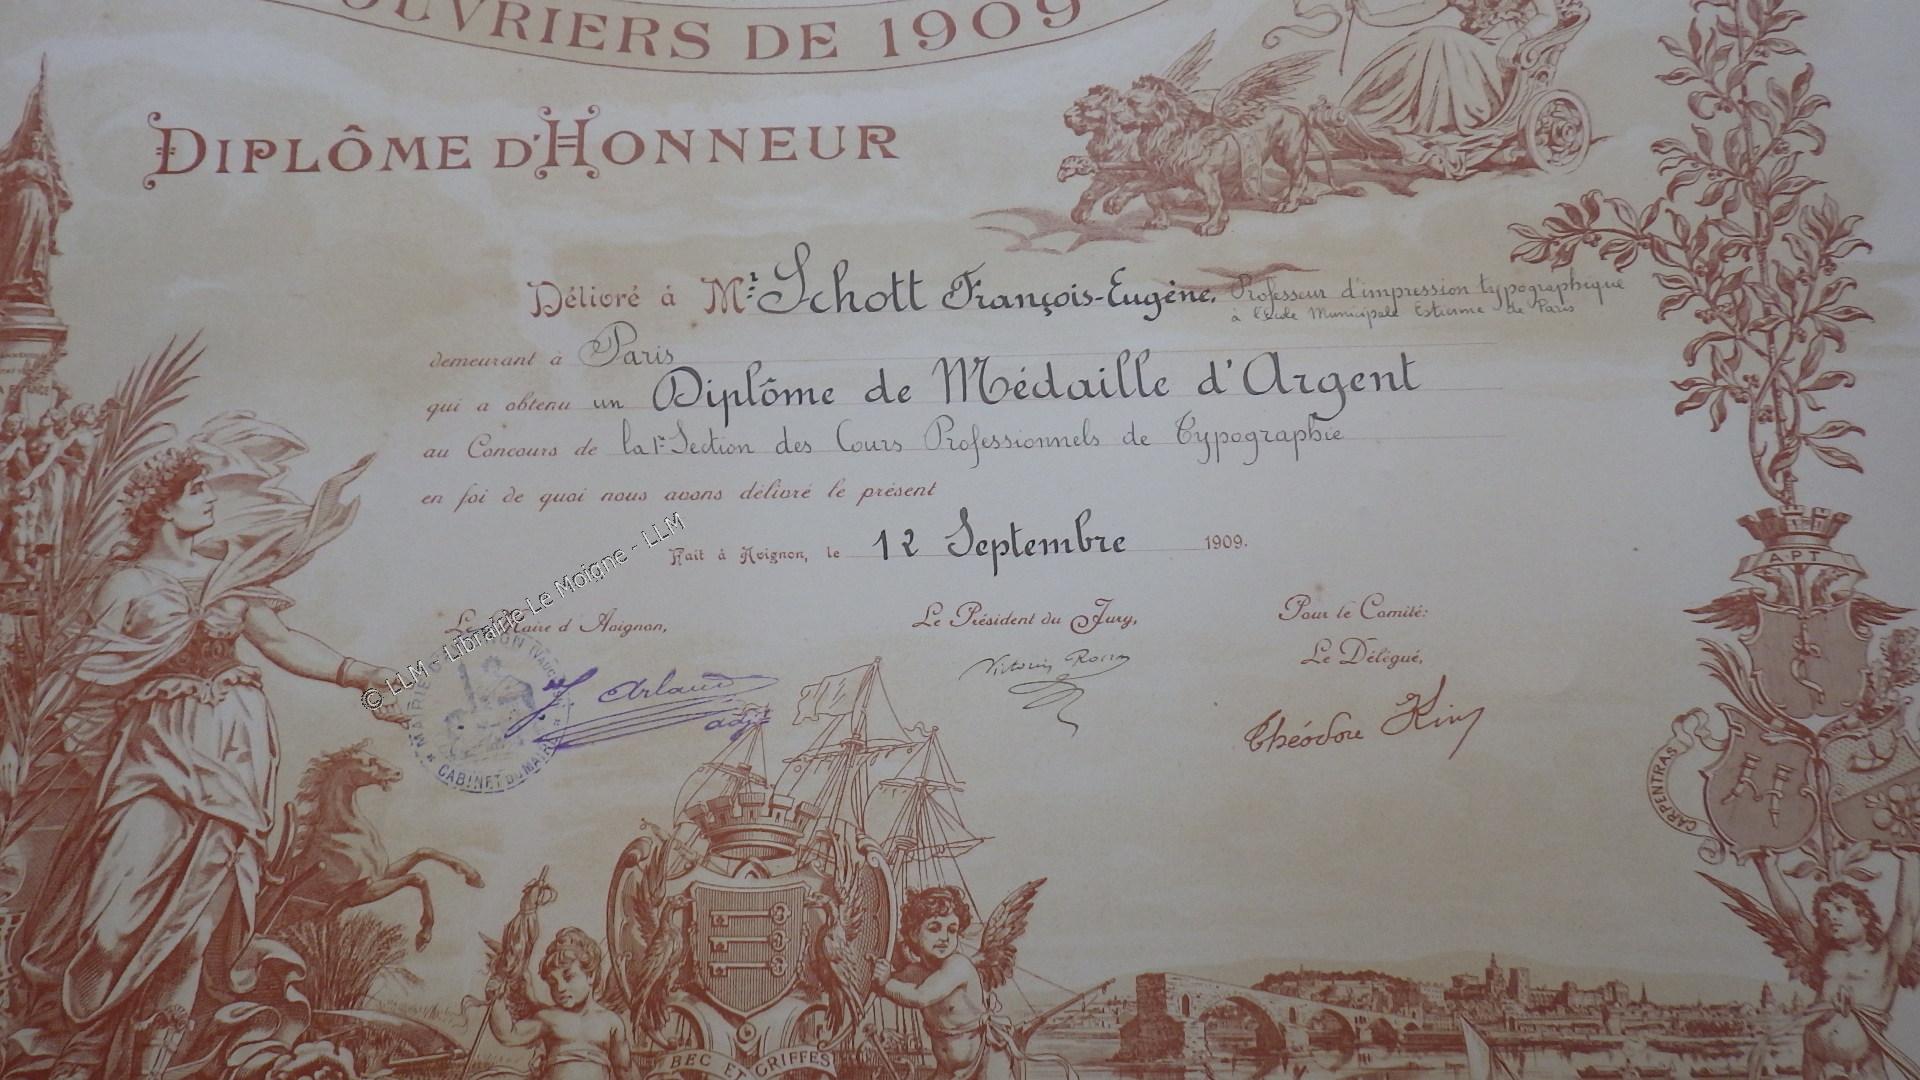 OUVRIERS DE 1909
DIPLÔME D'HONNEUR
Délivré à Mr: Schott François-Eugène, Professeur d'impression typographique
à l'Ecole Municipale Estienne de Paris
demeurant à Paris
qui a obtenu un Diplôme de Médaille d'Argent
au Concours de la 1re Section des Cours Professionnels de Typographie
en foi de quoi nous avons délivré le présent
Fait à Avignon, le 12 Septembre 1909.
Le Maire d'Avignon,
Le Président du Jury,
Pour le Comité:
Le Délégué,
CABINET DU MAIRE
adjt
Théodore
© LLM - Librairie Le Moigne - LLM
APT
CARPENTRAS
BEC ET GRIFFES